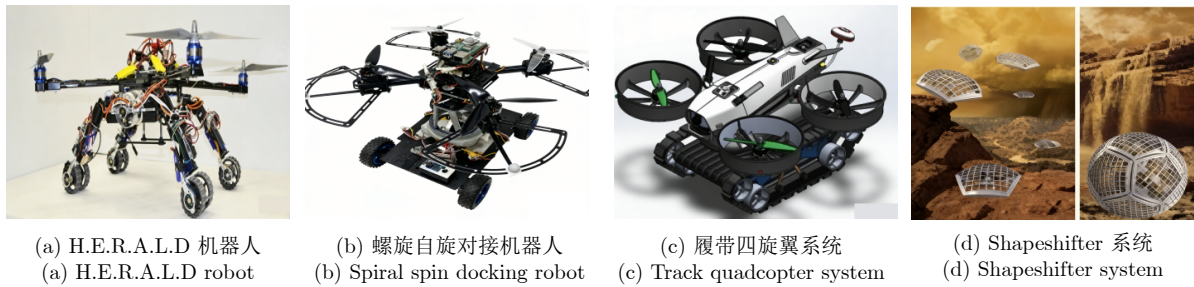 (a) H.E.R.A.L.D 机器人
(a) H.E.R.A.L.D robot
(b) 螺旋自旋对接机器人
(b) Spiral spin docking robot
(c) 履带四旋翼系统
(c) Track quadcopter system
(d) Shapeshifter 系统
(d) Shapeshifter system